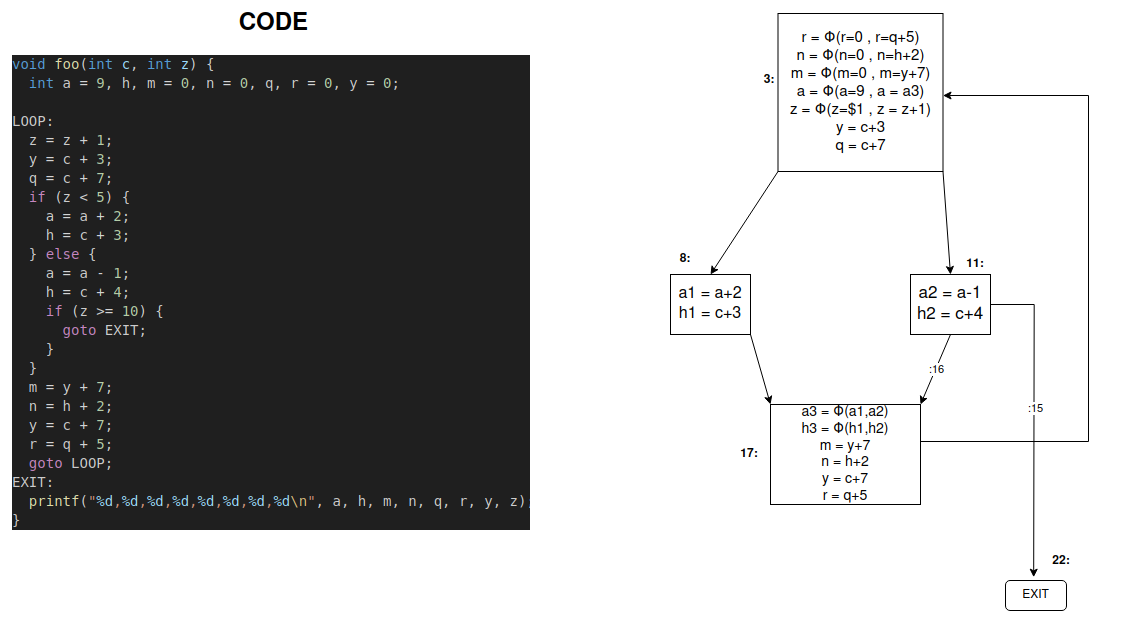 CODE
void foo(int c, int z) {
int a = 9, h, m = 0, n = 0, q, r = 0, y = 0;
LOOP:
z = z + 1;
y = c + 3;
q = c + 7;
if (z < 5) {
a = a + 2;
h = c + 3;
} else {
a = a - 1;
h = c + 4;
if (z >= 10) {
goto EXIT;
}
}
m = y + 7;
n = h + 2;
y = c + 7;
r = q + 5;
goto LOOP;
EXIT:
printf("%d,%d,%d,%d,%d,%d,%d,%d\n", a, h, m, n, q, r, y, z)
}
3:
r = Φ(r=0 , r=q+5)
n = Φ(n=0 , n=h+2)
m = Φ(m=0 , m=y+7)
a = Φ(a=9 , a = a3)
z = Φ(z=$1 , z = z+1)
y = c+3
q = c+7
8:
a1 = a+2
h1 = c+3
11:
a2 = a-1
h2 = c+4
:16
:15
17:
a3 = Φ(a1,a2)
h3 = Φ(h1,h2)
m = y+7
n = h+2
y = c+7
r = q+5
22:
EXIT